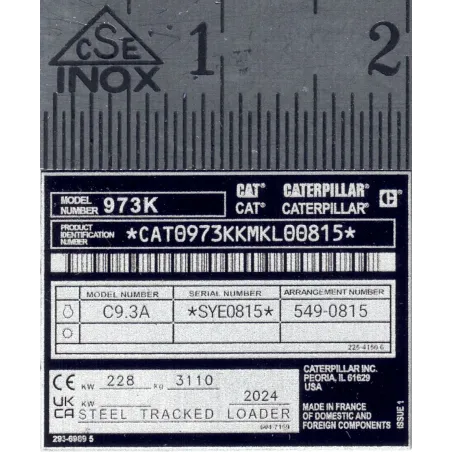 CSE
INOX
1 2
CAT® CATERPILLAR®
MODEL NUMBER 973K CAT® CATERPILLAR® C
PRODUCT IDENTIFICATION NUMBER *CAT0973KKMKL00815*
MODEL NUMBER SERIAL NUMBER ARRANGEMENT NUMBER
C9.3A *SYE0815* 549-0815
CE KW 228 KG 3110
UK CA KW 2024
STEEL TRACKED LOADER
293-6969 5
CATERPILLAR INC.
PEORIA, IL 61629
USA
MADE IN FRANCE
OF DOMESTIC AND
FOREIGN COMPONENTS
ISSUE 1